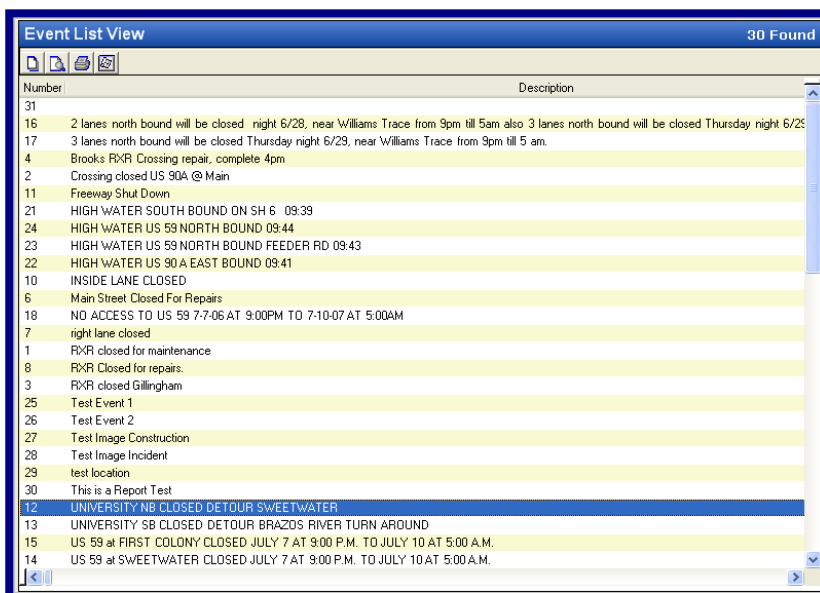 Event List View 30 Found
Number Description
31
16 2 lanes north bound will be closed night 6/28, near Williams Trace from 9pm till 5am also 3 lanes north bound will be closed Thursday night 6/29
17 3 lanes north bound will be closed Thursday night 6/29, near Williams Trace from 9pm till 5 am.
4 Brooks RXR Crossing repair, complete 4pm
2 Crossing closed US 90A @ Main
11 Freeway Shut Down
21 HIGH WATER SOUTH BOUND ON SH 6 09:39
24 HIGH WATER US 59 NORTH BOUND 09:44
23 HIGH WATER US 59 NORTH BOUND FEEDER RD 09:43
22 HIGH WATER US 90 A EAST BOUND 09:41
10 INSIDE LANE CLOSED
6 Main Street Closed For Repairs
18 NO ACCESS TO US 59 7-7-06 AT 9:00PM TO 7-10-07 AT 5:00AM
7 right lane closed
1 RXR closed for maintenance
8 RXR Closed for repairs.
3 RXR closed Gillingham
25 Test Event 1
26 Test Event 2
27 Test Image Construction
28 Test Image Incident
29 test location
30 This is a Report Test
12 UNIVERSITY NB CLOSED DETOUR SWEETWATER
13 UNIVERSITY SB CLOSED DETOUR BRAZOS RIVER TURN AROUND
15 US 59 at FIRST COLONY CLOSED JULY 7 AT 9:00 P.M. TO JULY 10 AT 5:00 A.M.
14 US 59 at SWEETWATER CLOSED JULY 7 AT 9:00 P.M. TO JULY 10 AT 5:00 A.M.